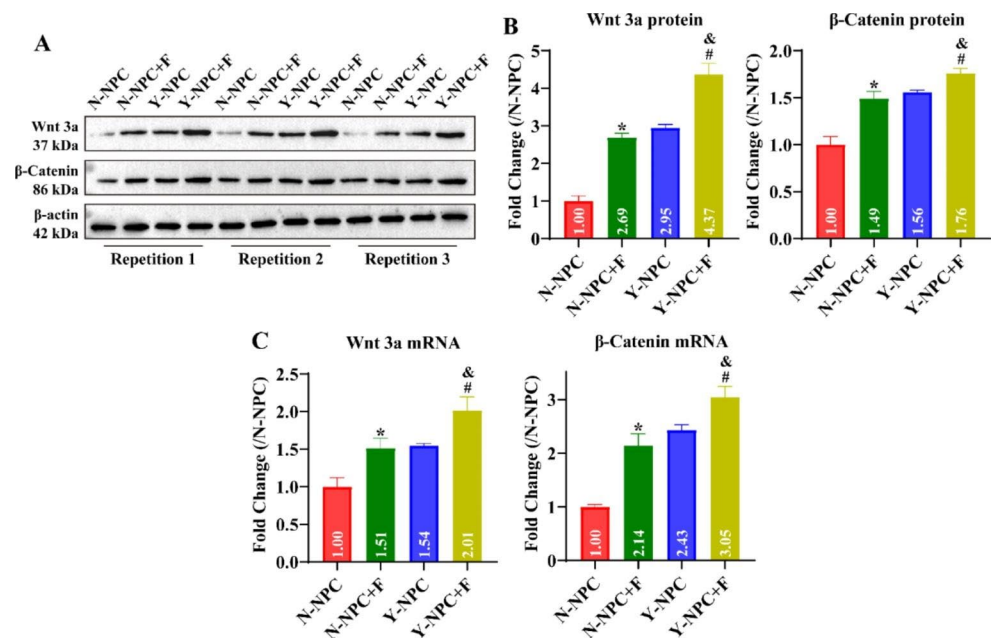 A
N-NPC N-NPC+F Y-NPC Y-NPC+F N-NPC N-NPC+F Y-NPC Y-NPC+F N-NPC N-NPC+F Y-NPC Y-NPC+F
Wnt 3a
37 kDa
β-Catenin
86 kDa
β-actin
42 kDa
Repetition 1 Repetition 2 Repetition 3
B
Wnt 3a protein
Fold Change (/N-NPC)
5
4
3
2
1
0
*
&
#
1.00 2.69 2.95 4.37
N-NPC N-NPC+F Y-NPC Y-NPC+F
β-Catenin protein
Fold Change (/N-NPC)
2.0
1.5
1.0
0.5
0.0
*
&
#
1.00 1.49 1.56 1.76
N-NPC N-NPC+F Y-NPC Y-NPC+F
C
Wnt 3a mRNA
Fold Change (/N-NPC)
2.5
2.0
1.5
1.0
0.5
0.0
*
&
#
1.00 1.51 1.54 2.01
N-NPC N-NPC+F Y-NPC Y-NPC+F
β-Catenin mRNA
Fold Change (/N-NPC)
3
2
1
0
*
&
#
1.00 2.14 2.43 3.05
N-NPC N-NPC+F Y-NPC Y-NPC+F